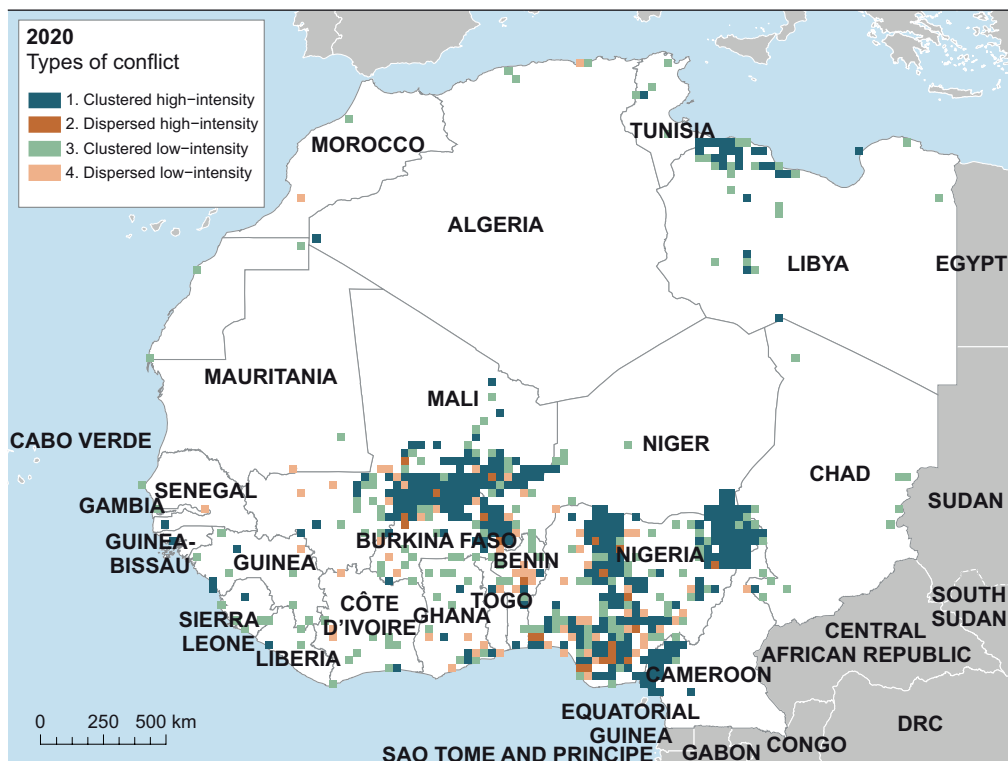 2020
Types of conflict
1. Clustered high−intensity
2. Dispersed high−intensity
3. Clustered low−intensity
4. Dispersed low−intensity
MOROCCO
TUNISIA
ALGERIA
LIBYA
EGYPT
MAURITANIA
MALI
CABO VERDE
NIGER
CHAD
SENEGAL
SUDAN
GAMBIA
GUINEA-
BISSAU
BURKINA FASO
NIGERIA
GUINEA
BENIN
CÔTE
D'IVOIRE
GHANA
TOGO
SOUTH
SUDAN
SIERRA
LEONE
CENTRAL
AFRICAN REPUBLIC
LIBERIA
CAMEROON
EQUATORIAL
GUINEA
DRC
0 250 500 km
SAO TOME AND PRINCIPE
GABON
CONGO